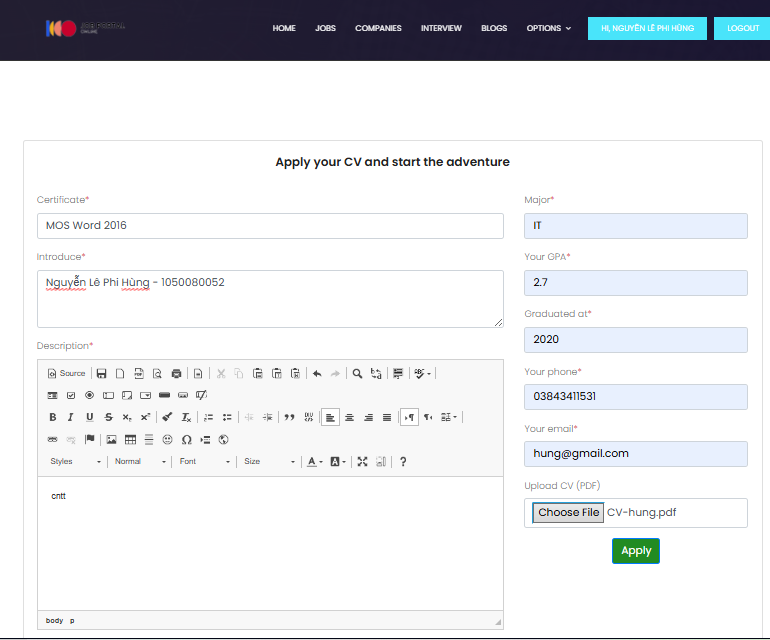 JOB PORTAL
ONLINE
HOME JOBS COMPANIES INTERVIEW BLOGS OPTIONS HI, NGUYỄN LÊ PHI HÙNG LOGOUT
Apply your CV and start the adventure
Certificate*
MOS Word 2016
Introduce*
Nguyễn Lê Phi Hùng - 1050080052
Description*
Source
Styles Normal Font Size
cntt
body p
Major*
IT
Your GPA*
2.7
Graduated at*
2020
Your phone*
03843411531
Your email*
hung@gmail.com
Upload CV (PDF)
Choose File CV-hung.pdf
Apply